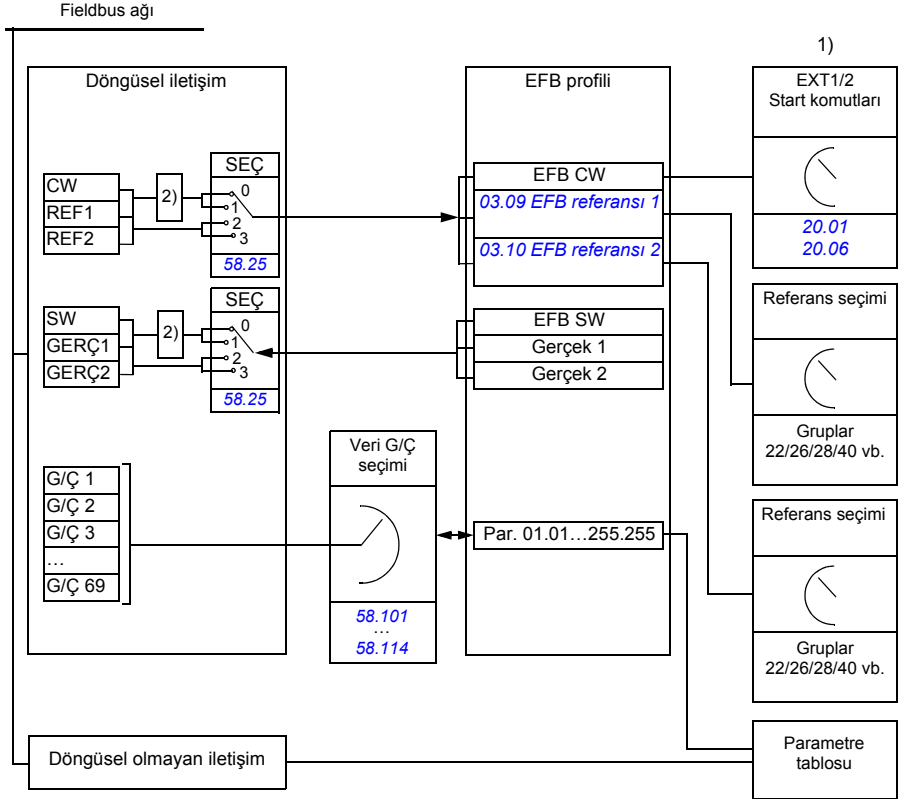 Fieldbus ağı
Döngüsel iletişim
CW
REF1
REF2
2)
SEÇ
0
1
2
3
58.25
SW
GERÇ1
GERÇ2
2)
SEÇ
0
1
2
3
58.25
G/Ç 1
G/Ç 2
G/Ç 3
…
G/Ç 69
Veri G/Ç
seçimi
58.101
…
58.114
EFB profili
EFB CW
03.09 EFB referansı 1
03.10 EFB referansı 2
EFB SW
Gerçek 1
Gerçek 2
Par. 01.01…255.255
1)
EXT1/2
Start komutları
20.01
20.06
Referans seçimi
Gruplar
22/26/28/40 vb.
Referans seçimi
Gruplar
22/26/28/40 vb.
Döngüsel olmayan iletişim
Parametre
tablosu